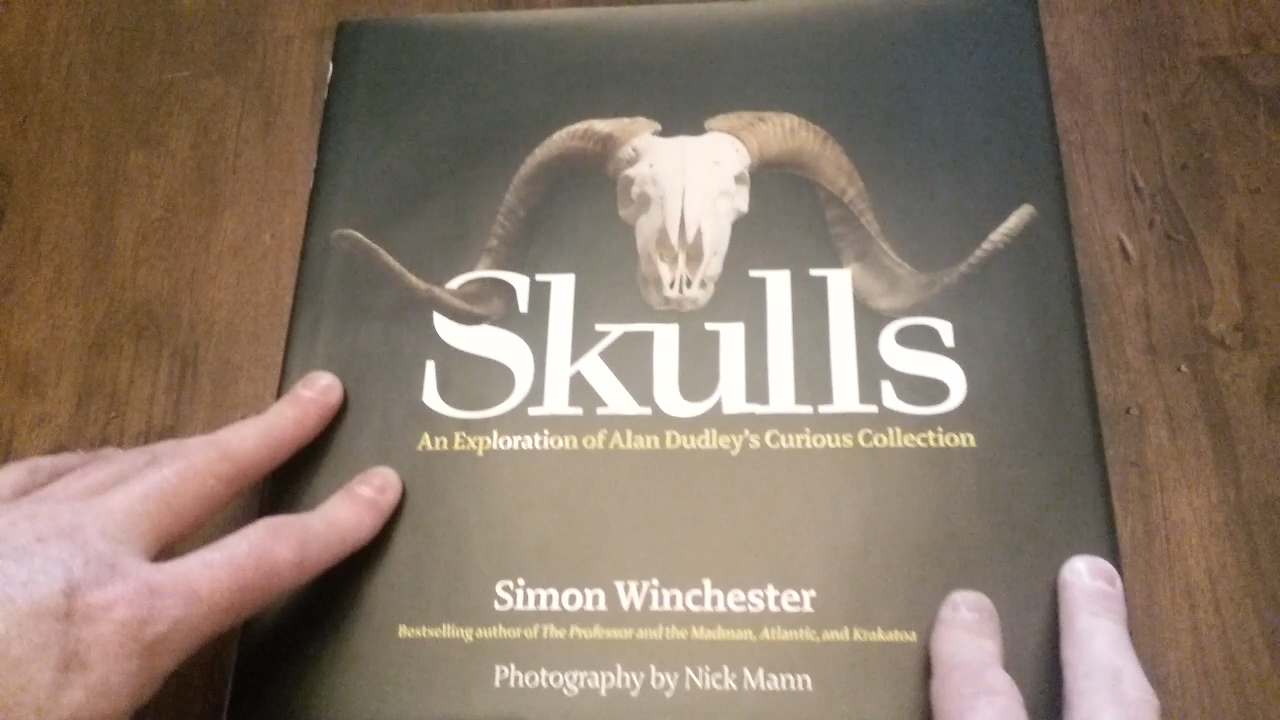 Skulls
An Exploration of Alan Dudley's Curious Collection
Simon Winchester
Bestselling author of The Professor and the Madman, Atlantic, and Krakatoa
Photography by Nick Mann